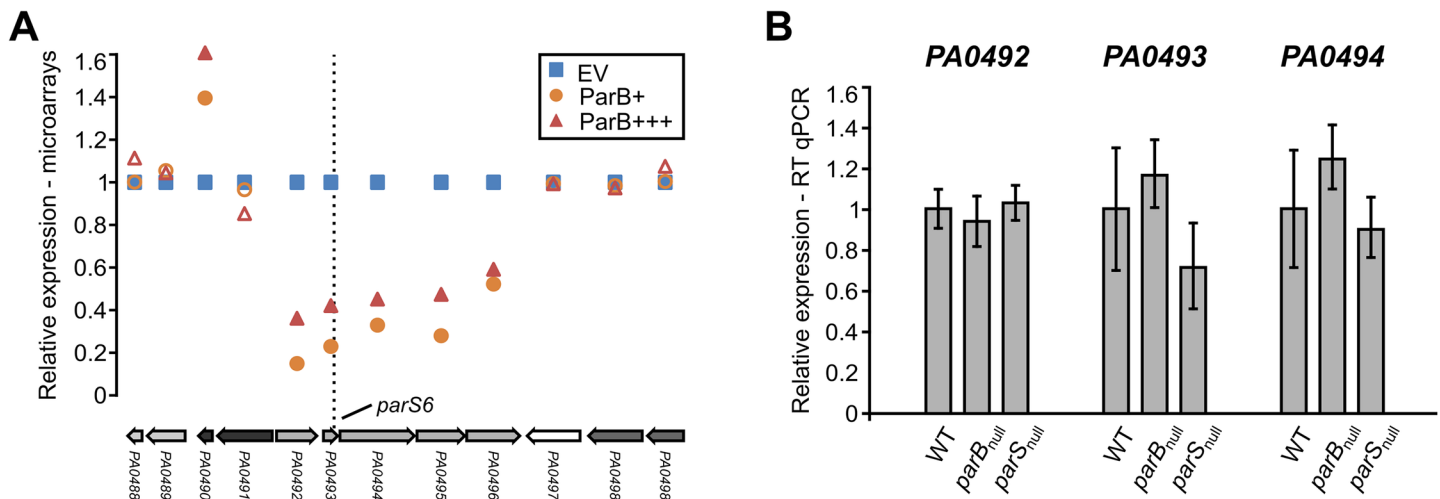 A
Relative expression - microarrays
1.6
1.4
1.2
1
0.8
0.6
0.4
0.2
0
EV
ParB+
ParB+++
parS6
PA0488
PA0489
PA0490
PA0491
PA0492
PA0493
PA0494
PA0495
PA0496
PA0497
PA0498
PA0498
B
PA0492 PA0493 PA0494
Relative expression - RT qPCR
1.6
1.4
1.2
1
0.8
0.6
0.4
0.2
0
WT
parBnull
parSnull
WT
parBnull
parSnull
WT
parBnull
parSnull